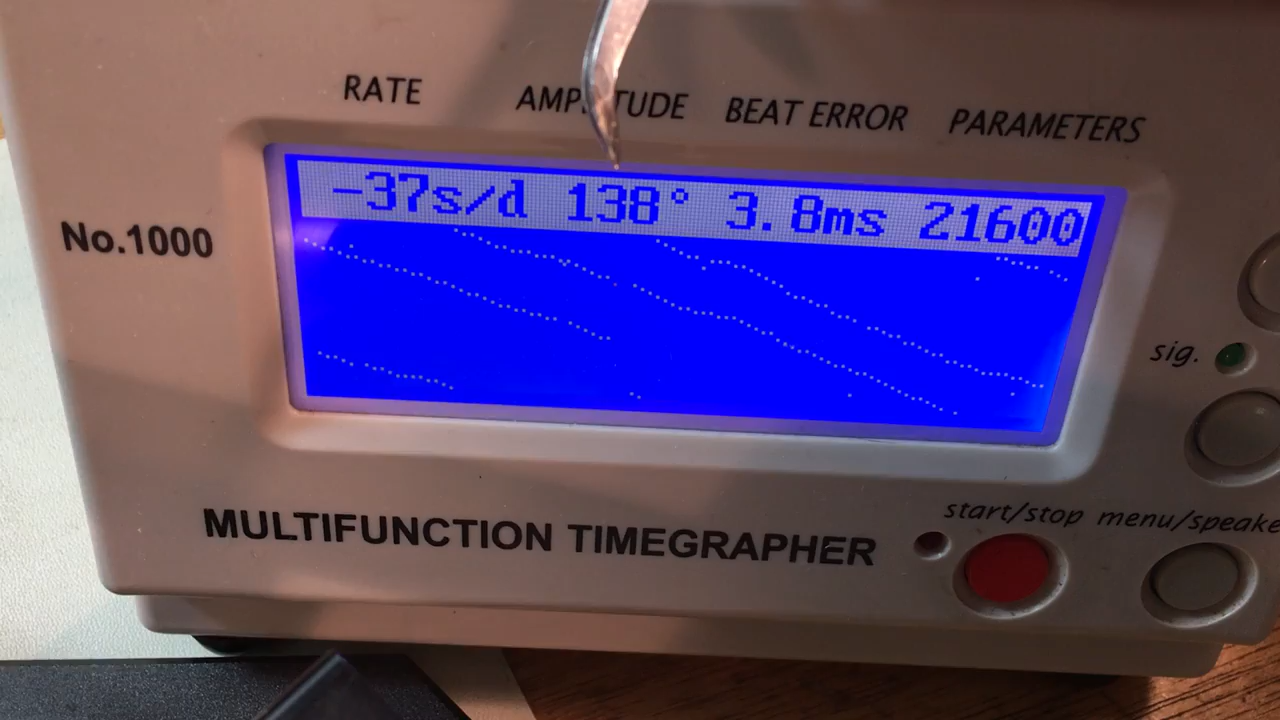 RATE AMPLITUDE BEAT ERROR PARAMETERS
-37s/d 138° 3.8ms 21600
No.1000
sig.
start/stop menu/speake
MULTIFUNCTION TIMEGRAPHER